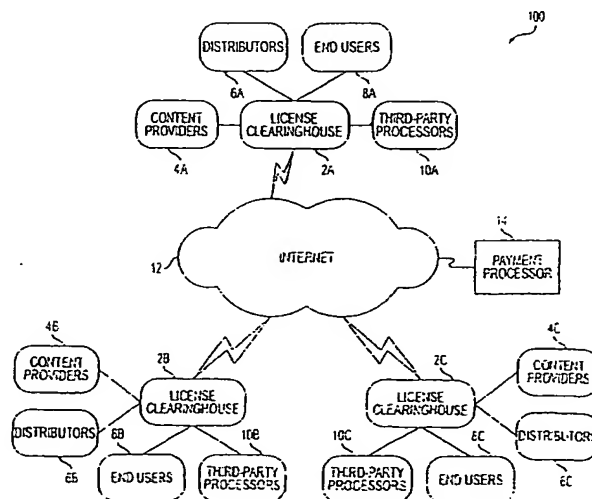 100
DISTRIBUTORS
END USERS
6A
8A
CONTENT
PROVIDERS
LICENSE
CLEARINGHOUSE
THIRD-PARTY
PROCESSORS
4A
2A
10A
12
INTERNET
14
PAYMENT
PROCESSOR
4B
CONTENT
PROVIDERS
2B
LICENSE
CLEARINGHOUSE
DISTRIBUTORS
6B
8B
END USERS
10B
THIRD-PARTY
PROCESSORS
2C
LICENSE
CLEARINGHOUSE
4C
CONTENT
PROVIDERS
DISTRIBUTORS
6C
10C
THIRD-PARTY
PROCESSORS
8C
END USERS